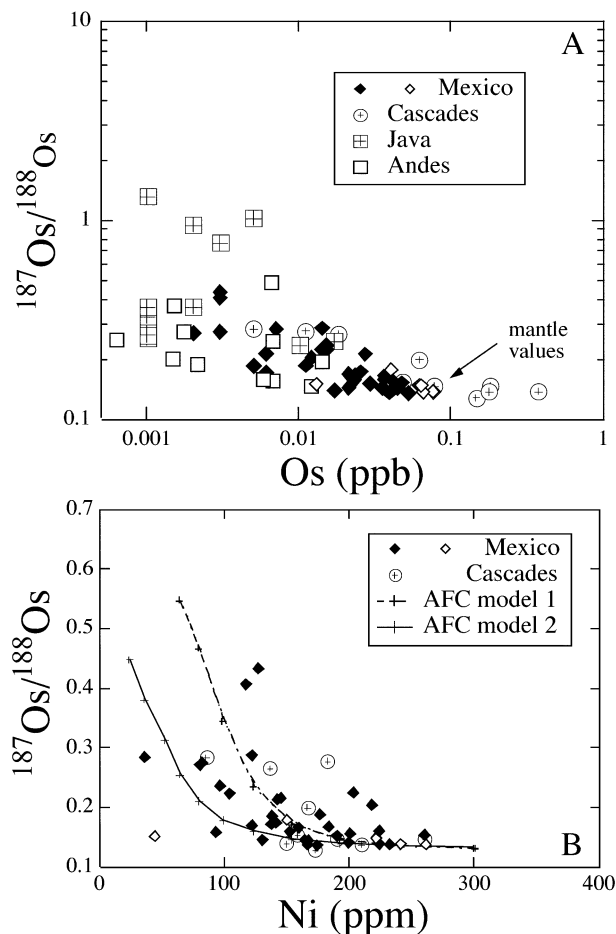 10
A
Mexico
Cascades
Java
Andes
1
187Os/188Os
mantle
values
0.1
0.001
0.01
0.1
1
Os (ppb)
0.7
Mexico
Cascades
AFC model 1
AFC model 2
0.6
0.5
0.4
187Os/188Os
0.3
0.2
0.1
B
0
100
200
300
400
Ni (ppm)